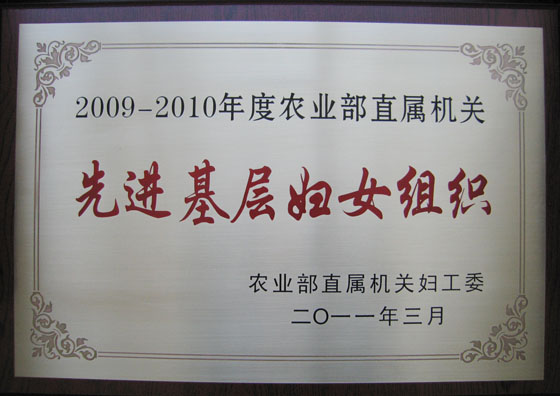 2009-2010年度农业部直属机关
先进基层妇女组织
农业部直属机关妇工委
二〇一一年三月